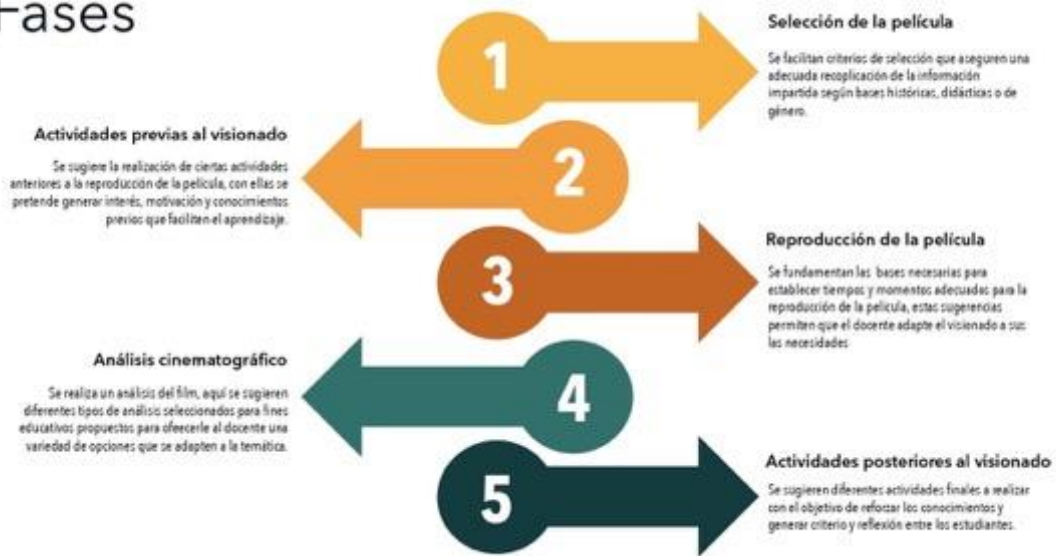 Fases
1
Selección de la película
Se facilitan criterios de selección que aseguren una
adecuada recoplicación de la información
impartida según bases históricas, didácticas o de
género.
Actividades previas al visionado
Se sugiere la realización de ciertas actividades
anteriores a la reproducción de la película, con ellas se
pretende generar interés, motivación y conocimientos
previos que faciliten el aprendizaje.
2
3
Reproducción de la película
Se fundamentan las bases necesarias para
establecer tiempos y momentos adecuados para la
reproducción de la película, estas sugerencias
permiten que el docente adapte el visionado a sus
las necesidades
Análisis cinematográfico
Se realiza un análisis del film, aquí se sugieren
diferentes tipos de análisis seleccionados para fines
educativos propuestos para ofecerle al docente una
variedad de opciones que se adapten a la temática.
4
5
Actividades posteriores al visionado
Se sugieren diferentes actividades finales a realizar
con el objetivo de reforzar los conocimientos y
generar criterio y reflexión entre los estudiantes.